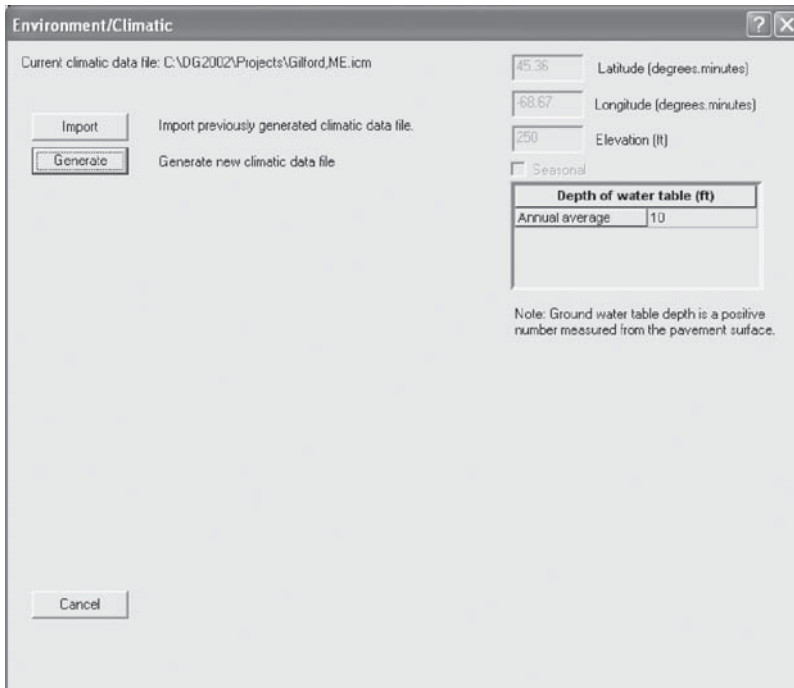 Environment/Climatic
?
X
Current climatic data file: C:\DG2002\Projects\Gilford,ME.icm
Import
Import previously generated climatic data file.
Generate
Generate new climatic data file
45.36
Latitude (degrees.minutes)
-68.67
Longitude (degrees.minutes)
250
Elevation (ft)
Seasonal
Depth of water table (ft)
Annual average
10
Note: Ground water table depth is a positive
number measured from the pavement surface.
Cancel